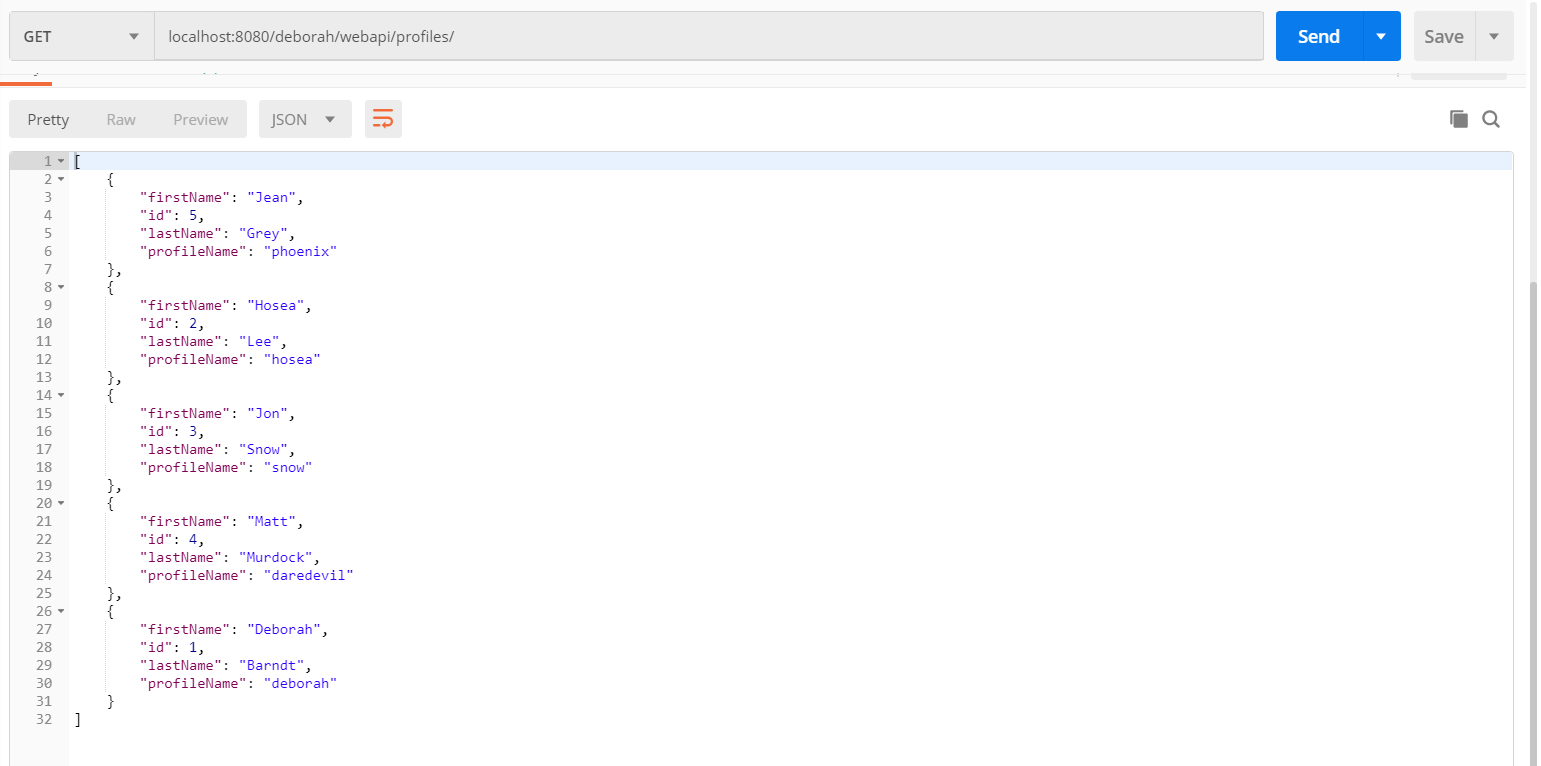 GET localhost:8080/deborah/webapi/profiles/ Send Save
Pretty Raw Preview JSON
1 [
2     {
3         "firstName": "Jean",
4         "id": 5,
5         "lastName": "Grey",
6         "profileName": "phoenix"
7     },
8     {
9         "firstName": "Hosea",
10         "id": 2,
11         "lastName": "Lee",
12         "profileName": "hosea"
13     },
14     {
15         "firstName": "Jon",
16         "id": 3,
17         "lastName": "Snow",
18         "profileName": "snow"
19     },
20     {
21         "firstName": "Matt",
22         "id": 4,
23         "lastName": "Murdock",
24         "profileName": "daredevil"
25     },
26     {
27         "firstName": "Deborah",
28         "id": 1,
29         "lastName": "Barndt",
30         "profileName": "deborah"
31     }
32 ]